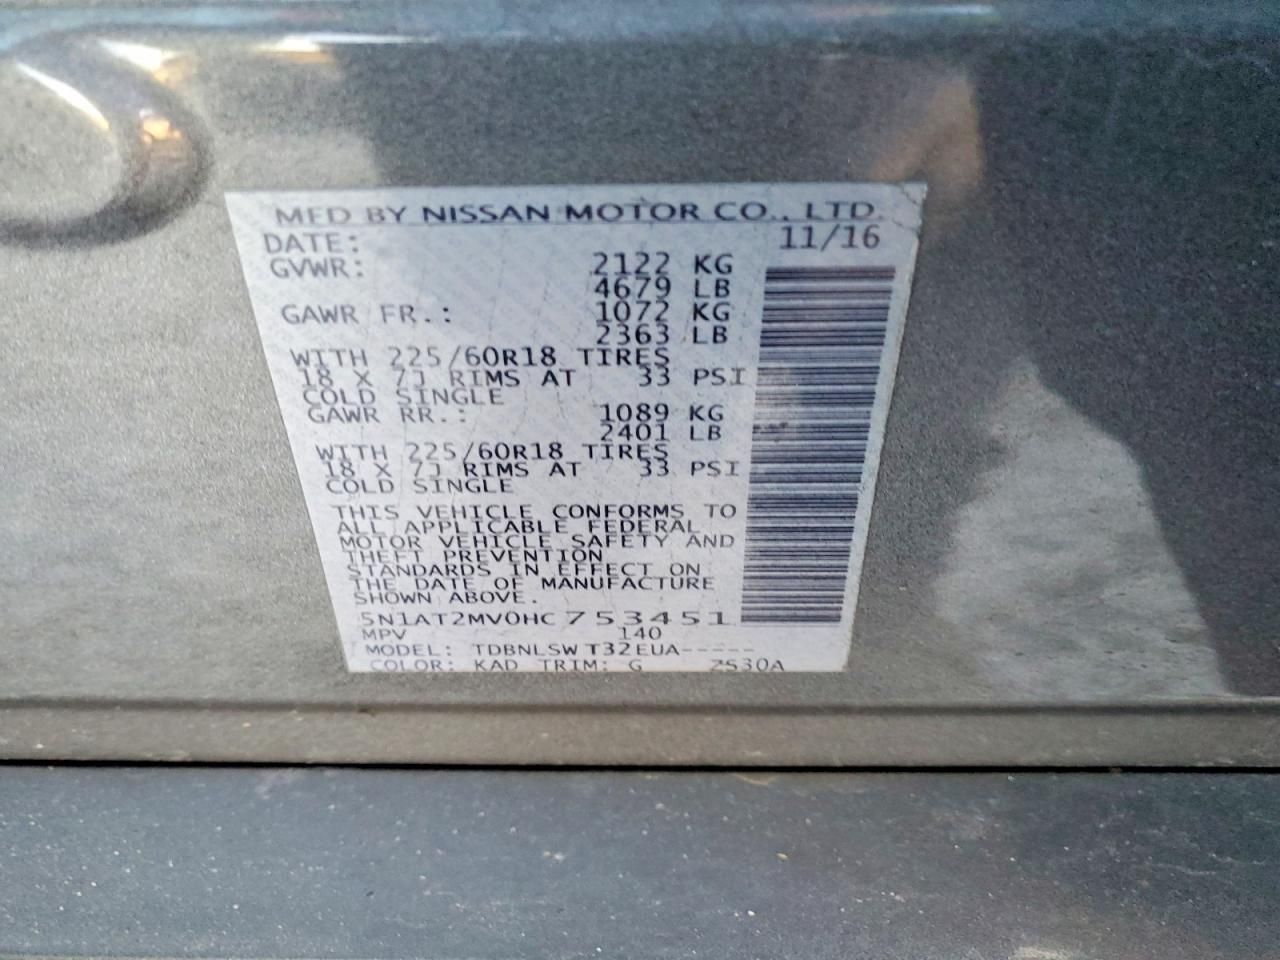 MFD BY NISSAN MOTOR CO., LTD.
DATE: 11/16
GVWR: 2122 KG
4679 LB
GAWR FR.: 1072 KG
2363 LB
WITH 225/60R18 TIRES
18 X 7J RIMS AT 33 PSI
COLD SINGLE
GAWR RR.: 1089 KG
2401 LB
WITH 225/60R18 TIRES
18 X 7J RIMS AT 33 PSI
COLD SINGLE
THIS VEHICLE CONFORMS TO
ALL APPLICABLE FEDERAL
MOTOR VEHICLE SAFETY AND
THEFT PREVENTION
STANDARDS IN EFFECT ON
THE DATE OF MANUFACTURE
SHOWN ABOVE.
5N1AT2MV0HC753451
MPV 140
MODEL: TDBNLSW T32EUA-----
COLOR: KAD TRIM: G ZS30A